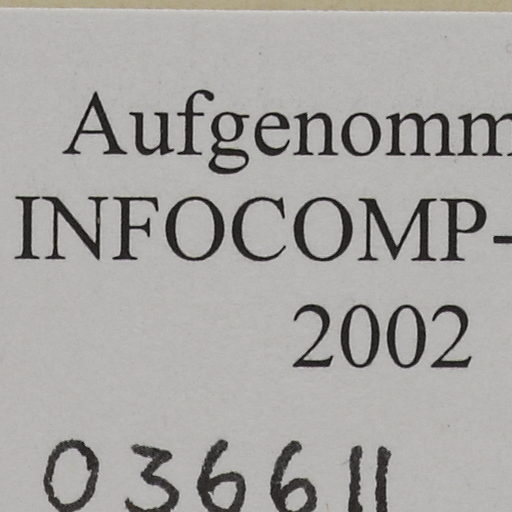 Aufgenomm
INFOCOMP-
2002
036611